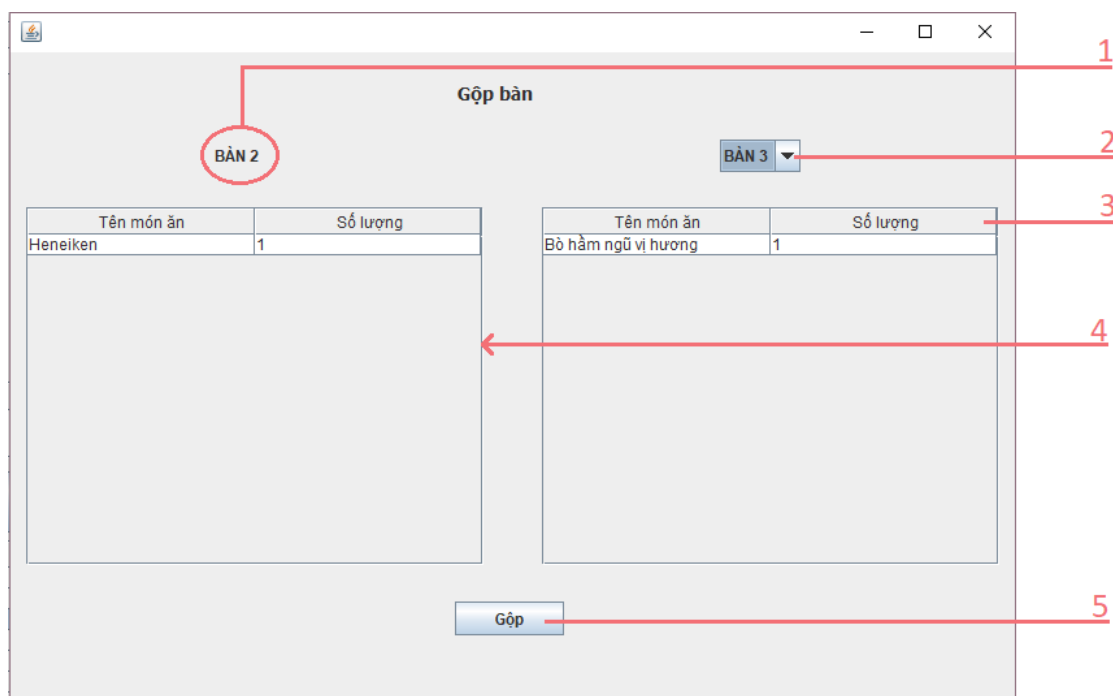 1
Gộp bàn
BÀN 2
BÀN 3
2
3
Tên món ăn Số lượng
Heneiken 1
Tên món ăn Số lượng
Bò hầm ngũ vị hương 1
4
Gộp
5